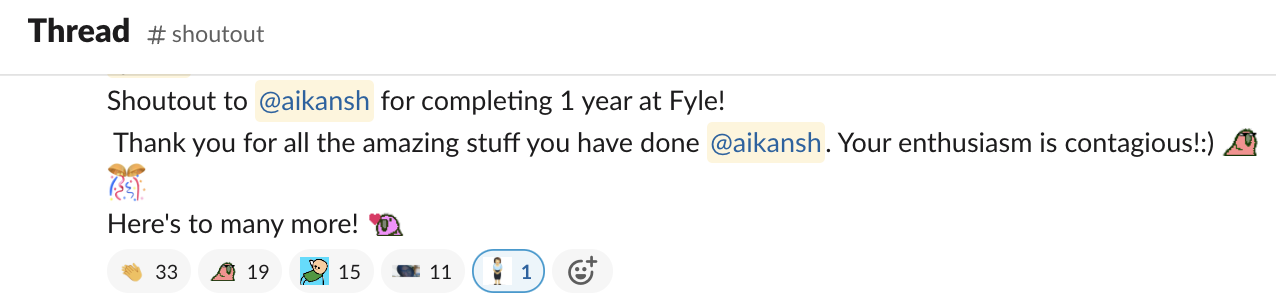 Thread # shoutout
Shoutout to @aikansh for completing 1 year at Fyle!
Thank you for all the amazing stuff you have done @aikansh. Your enthusiasm is contagious!:)
Here's to many more!
33 19 15 11 1